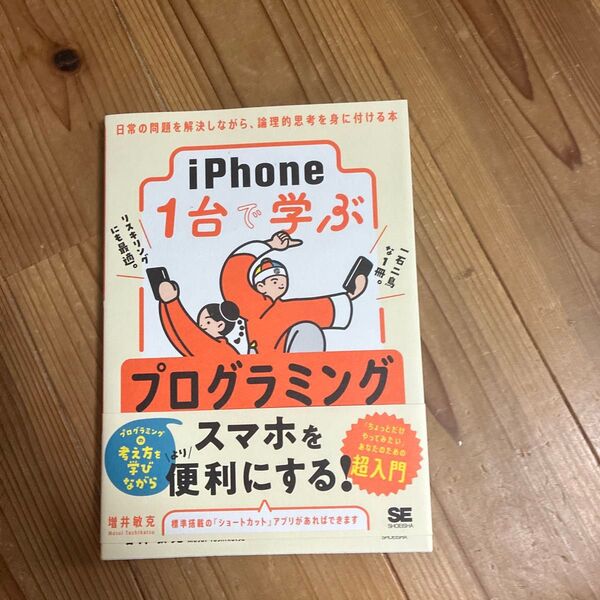 日常の問題を解決しながら、論理的思考を身に付ける本
iPhone
1台で学ぶ
リスキリング
にも最適。
一石二鳥
な1冊。
プログラミング
プログラミング
の
考え方を
学び
ながら
スマホを
より
便利にする!
「ちょっとだけ
やってみたい」
あなたのための
超入門
増井敏克
Masui Toshikatsu
標準搭載の「ショートカット」アプリがあればできます
SE
SHOEISHA